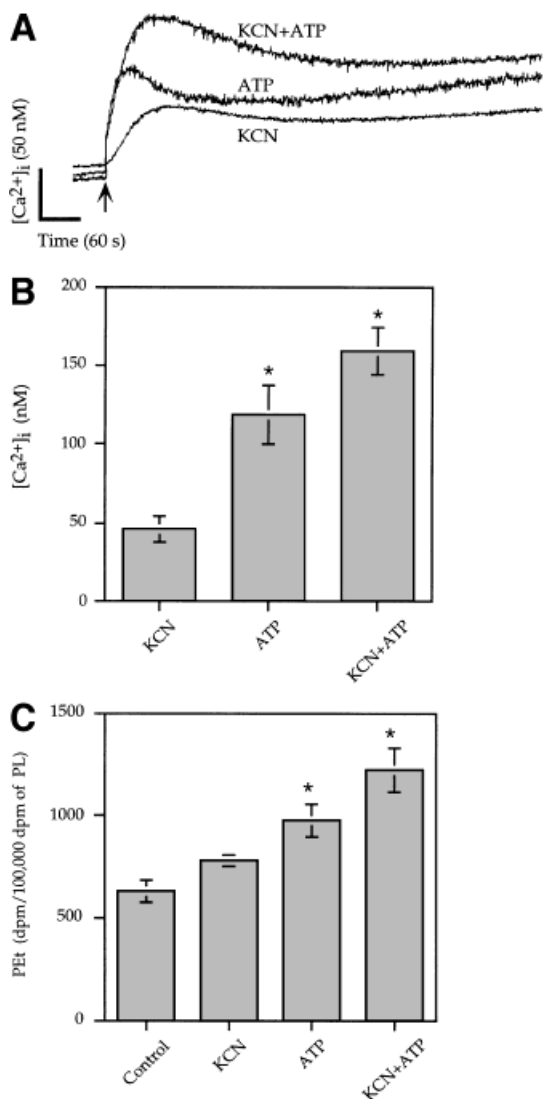 A
KCN+ATP
ATP
KCN
[Ca2+]i (50 nM)
Time (60 s)
B
200
150
100
50
0
[Ca2+]i (nM)
*
*
KCN
ATP
KCN+ATP
C
1500
1000
500
0
PEt (dpm/100,000 dpm of PL)
*
*
Control
KCN
ATP
KCN+ATP